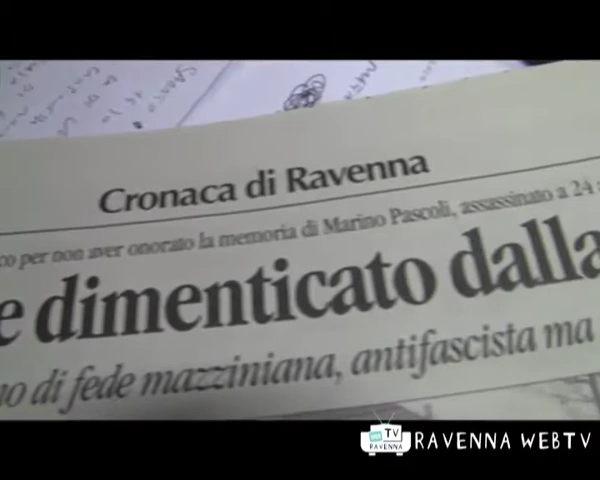 Cronaca di Ravenna
co per non aver onorato la memoria di Marino Pascoli, assassinato a 24
e dimenticato dalla
di fede mazziniana, antifascista ma
TV
RAVENNA
RAVENNA WEBTV